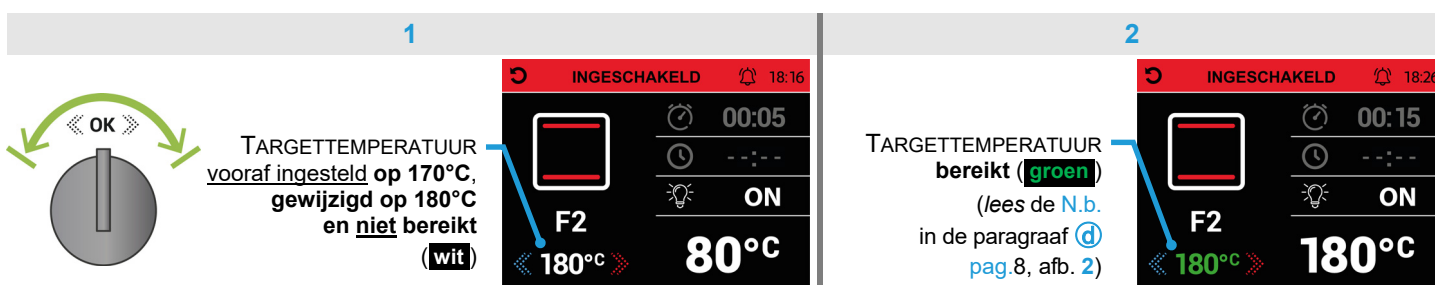 1
2
OK
TARGETTEMPERATUUR
vooraf ingesteld op 170°C,
gewijzigd op 180°C
en niet bereikt
(wit)
INGESCHAKELD 18:16
00:05
--:--
ON
F2
180°C
80°C
TARGETTEMPERATUUR
bereikt (groen)
(lees de N.b.
in de paragraaf d
pag.8, afb. 2)
INGESCHAKELD 18:26
00:15
--:--
ON
F2
180°C
180°C